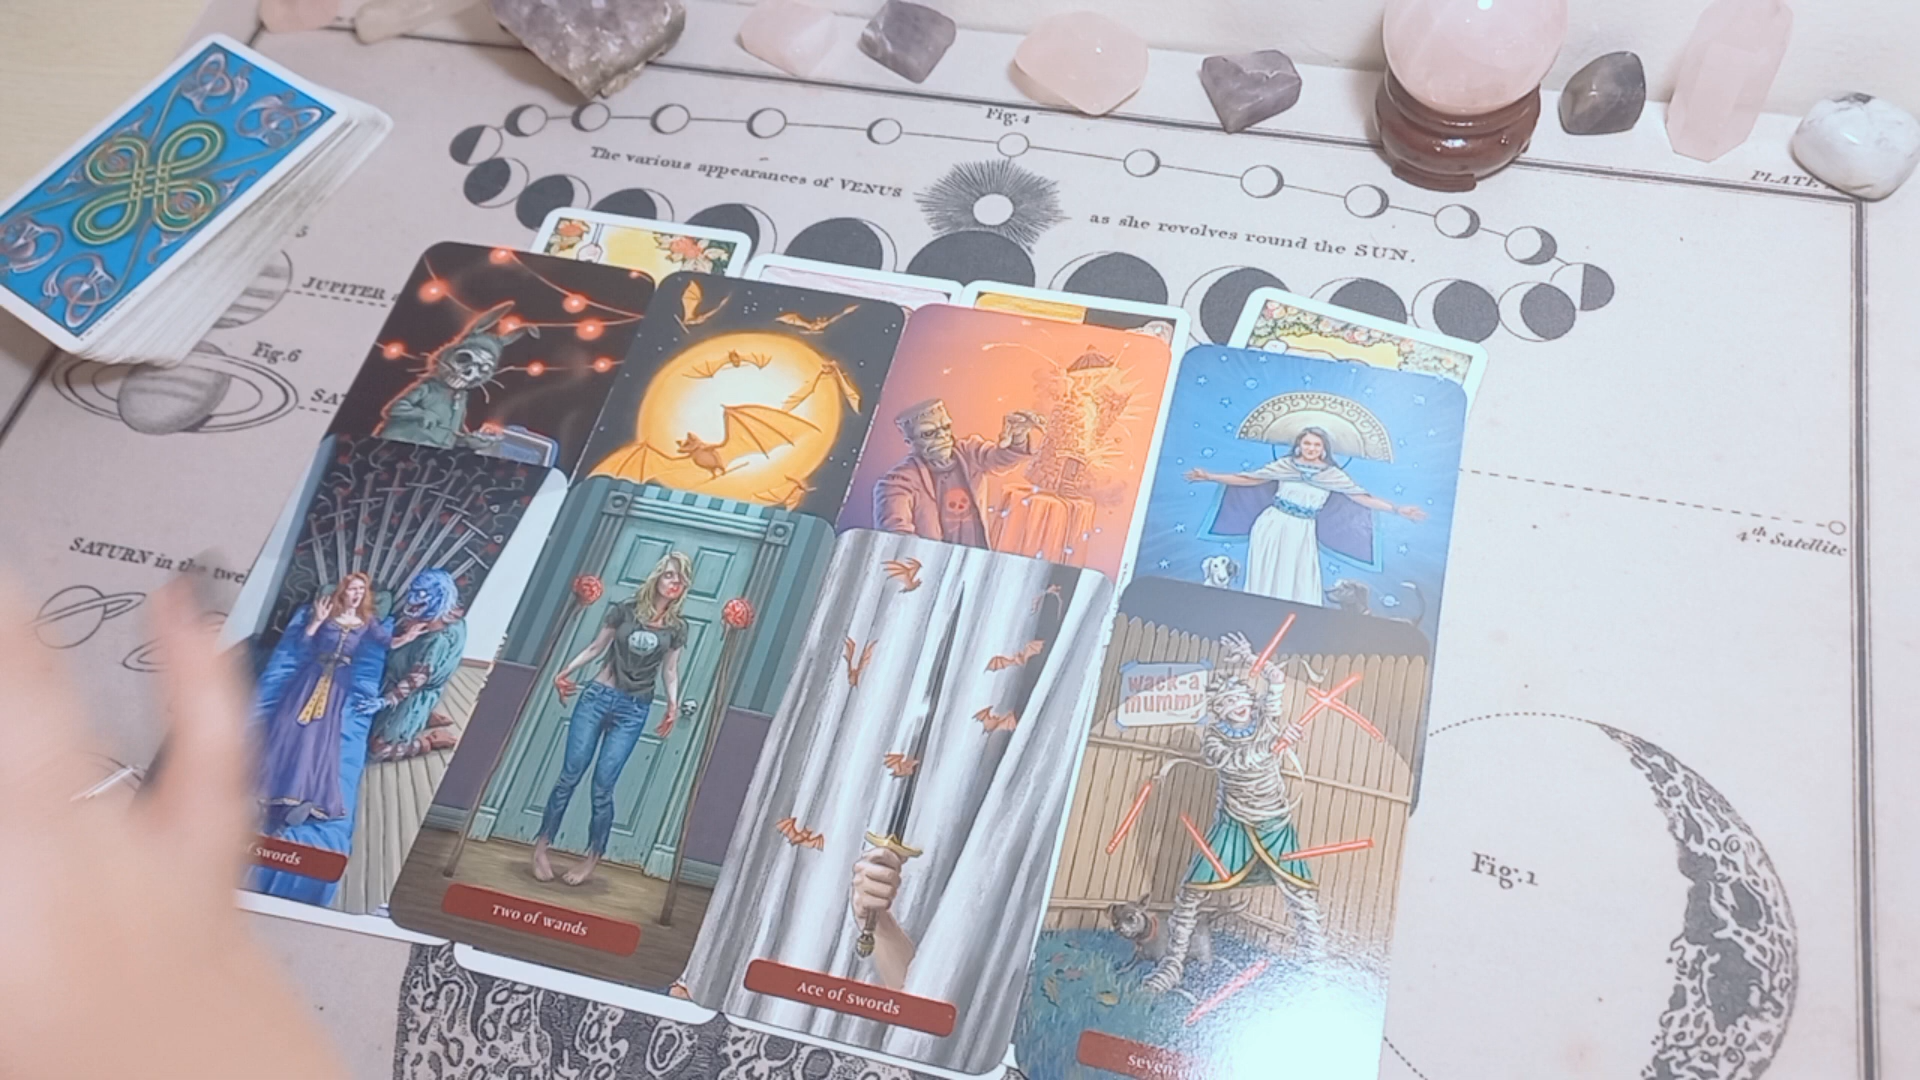 Fig.4
PLATE
The various appearances of VENUS
as she revolves round the SUN.
JUPITER
Fig.6
4th Satellite
SATURN in the
wack-a
mummy
Fig.1
f swords
Two of wands
Ace of swords
seven